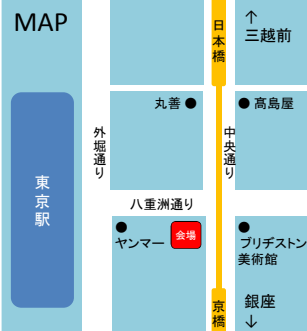 MAP
↑
三越前
日本橋
丸善●
●髙島屋
外堀通り
中央通り
東京駅
八重洲通り
●
ヤンマー
会場
●
ブリヂストン
美術館
京橋
銀座
↓